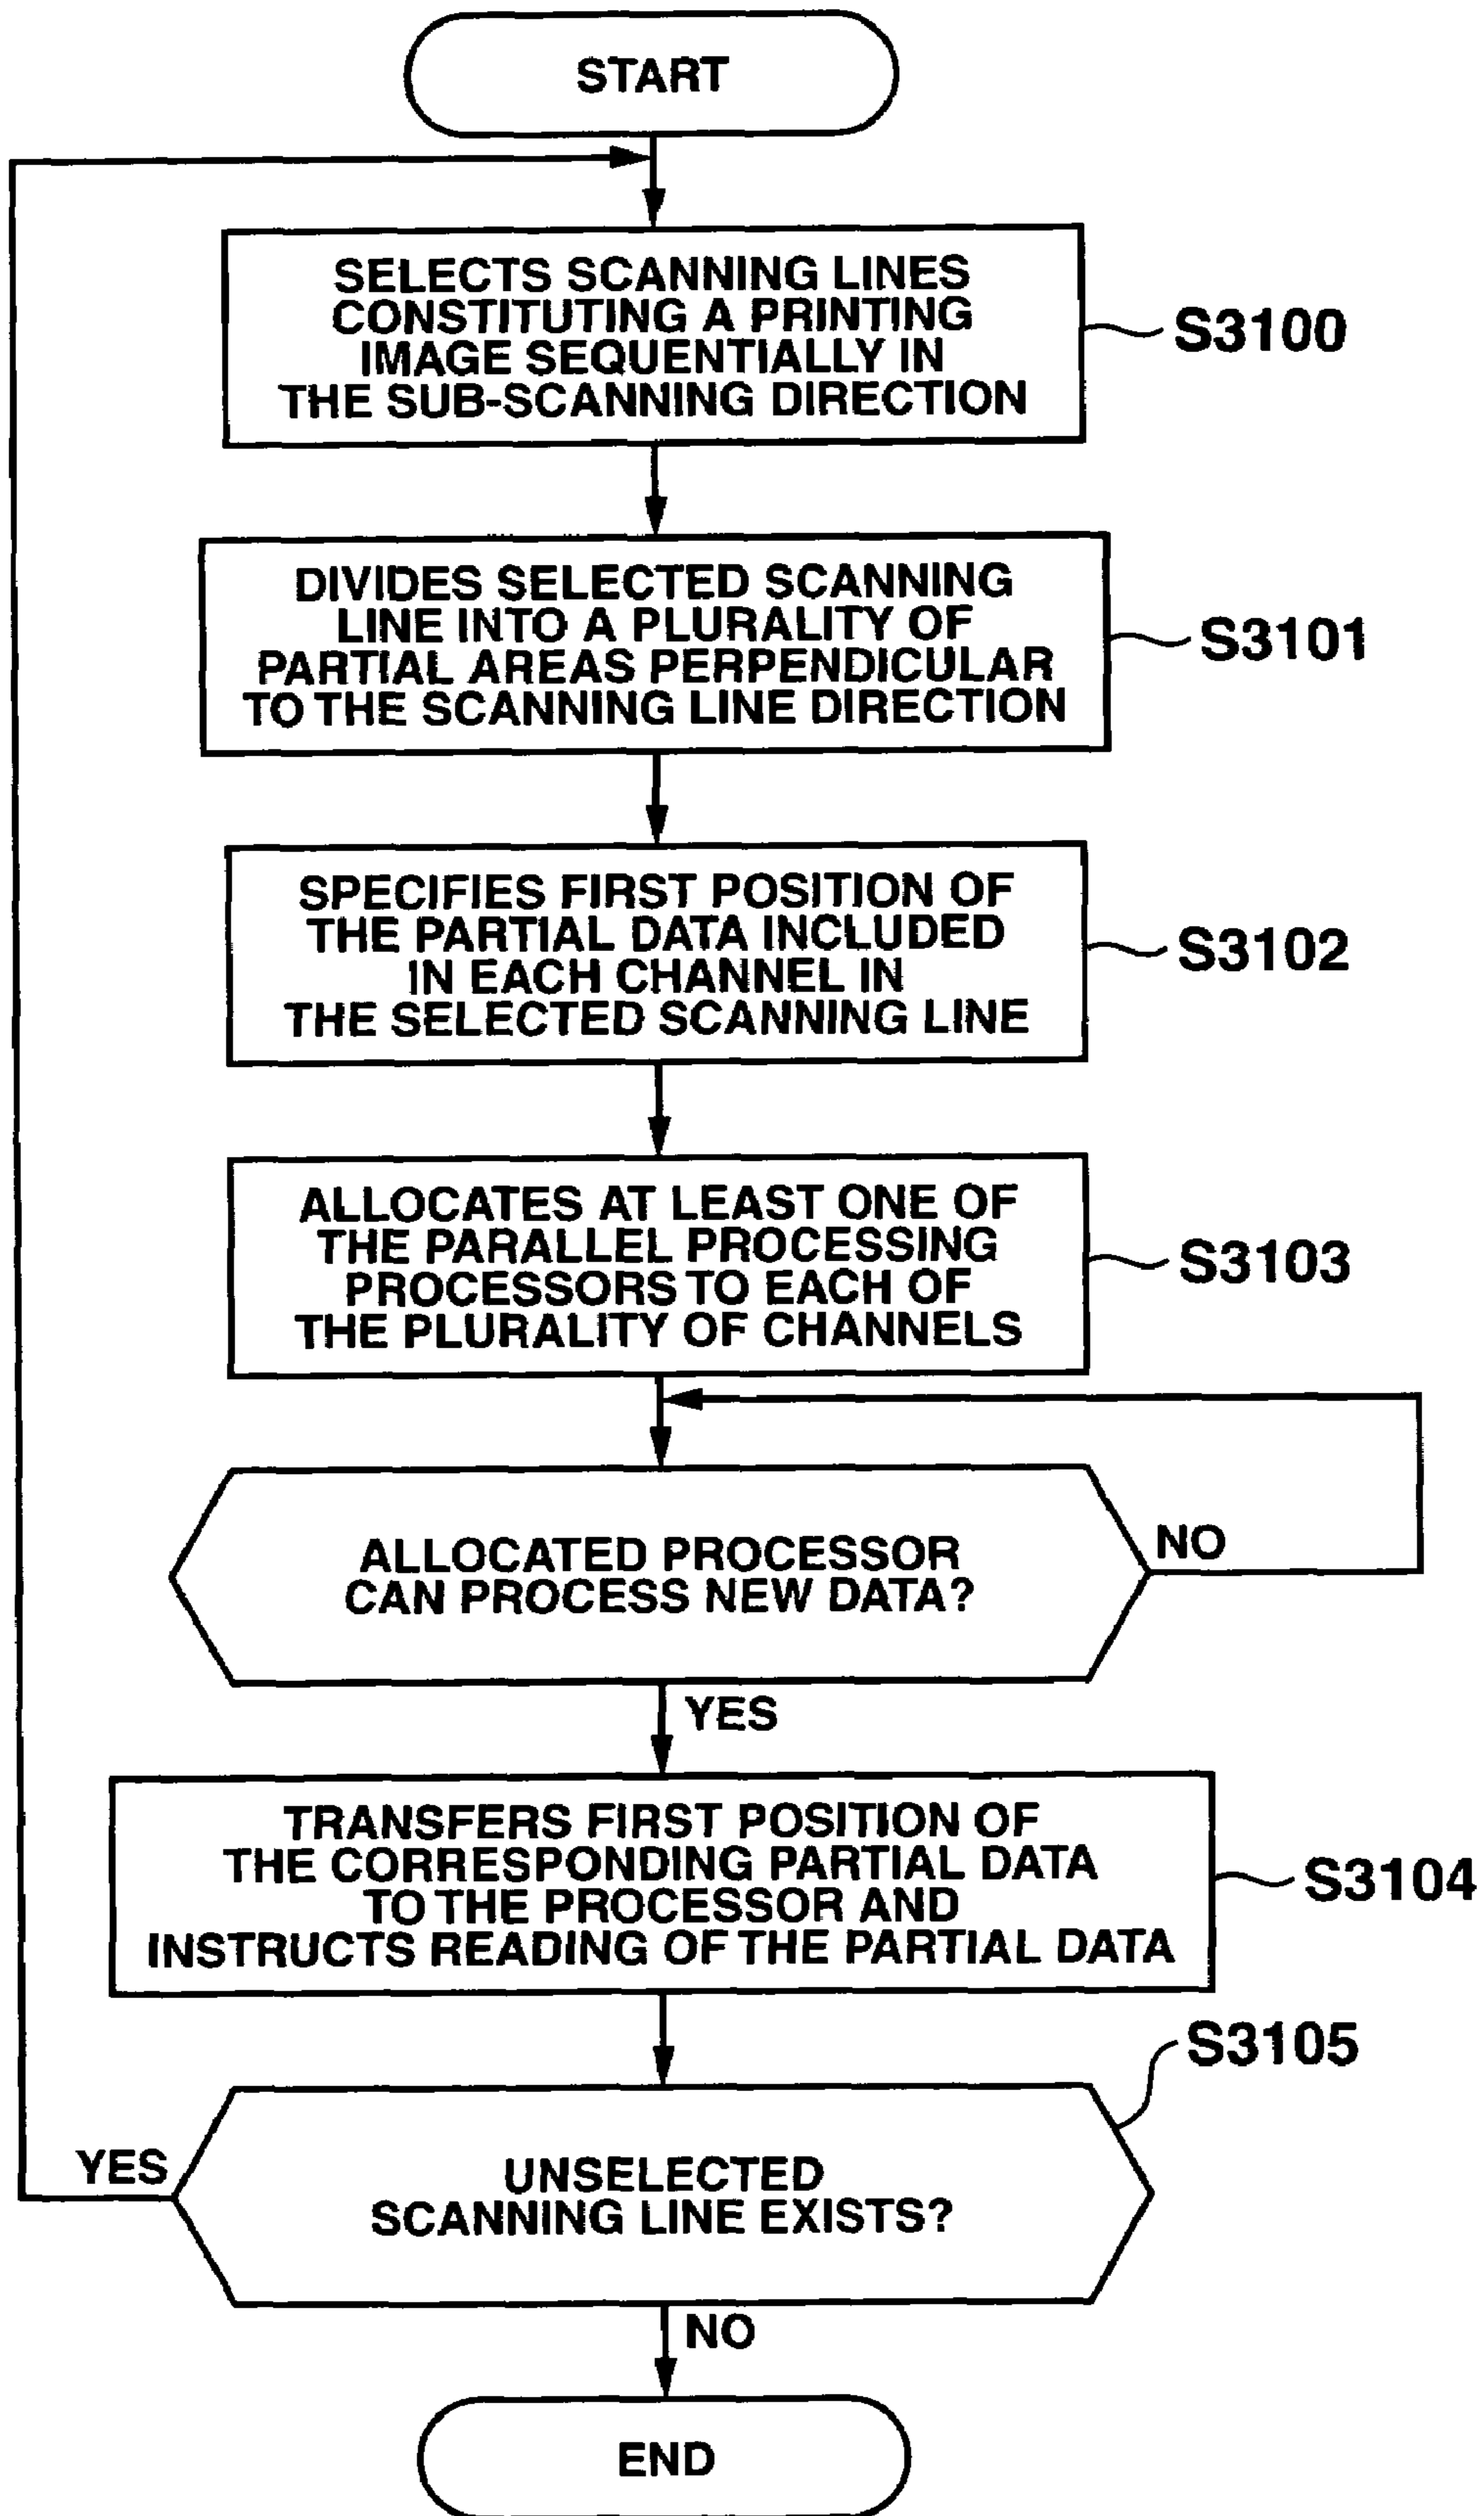 START
SELECTS SCANNING LINES
CONSTITUTING A PRINTING
IMAGE SEQUENTIALLY IN
THE SUB-SCANNING DIRECTION
S3100
DIVIDES SELECTED SCANNING
LINE INTO A PLURALITY OF
PARTIAL AREAS PERPENDICULAR
TO THE SCANNING LINE DIRECTION
S3101
SPECIFIES FIRST POSITION OF
THE PARTIAL DATA INCLUDED
IN EACH CHANNEL IN
THE SELECTED SCANNING LINE
S3102
ALLOCATES AT LEAST ONE OF
THE PARALLEL PROCESSING
PROCESSORS TO EACH OF
THE PLURALITY OF CHANNELS
S3103
ALLOCATED PROCESSOR
CAN PROCESS NEW DATA?
NO
YES
TRANSFERS FIRST POSITION OF
THE CORRESPONDING PARTIAL DATA
TO THE PROCESSOR AND
INSTRUCTS READING OF THE PARTIAL DATA
S3104
S3105
YES
UNSELECTED
SCANNING LINE EXISTS?
NO
END